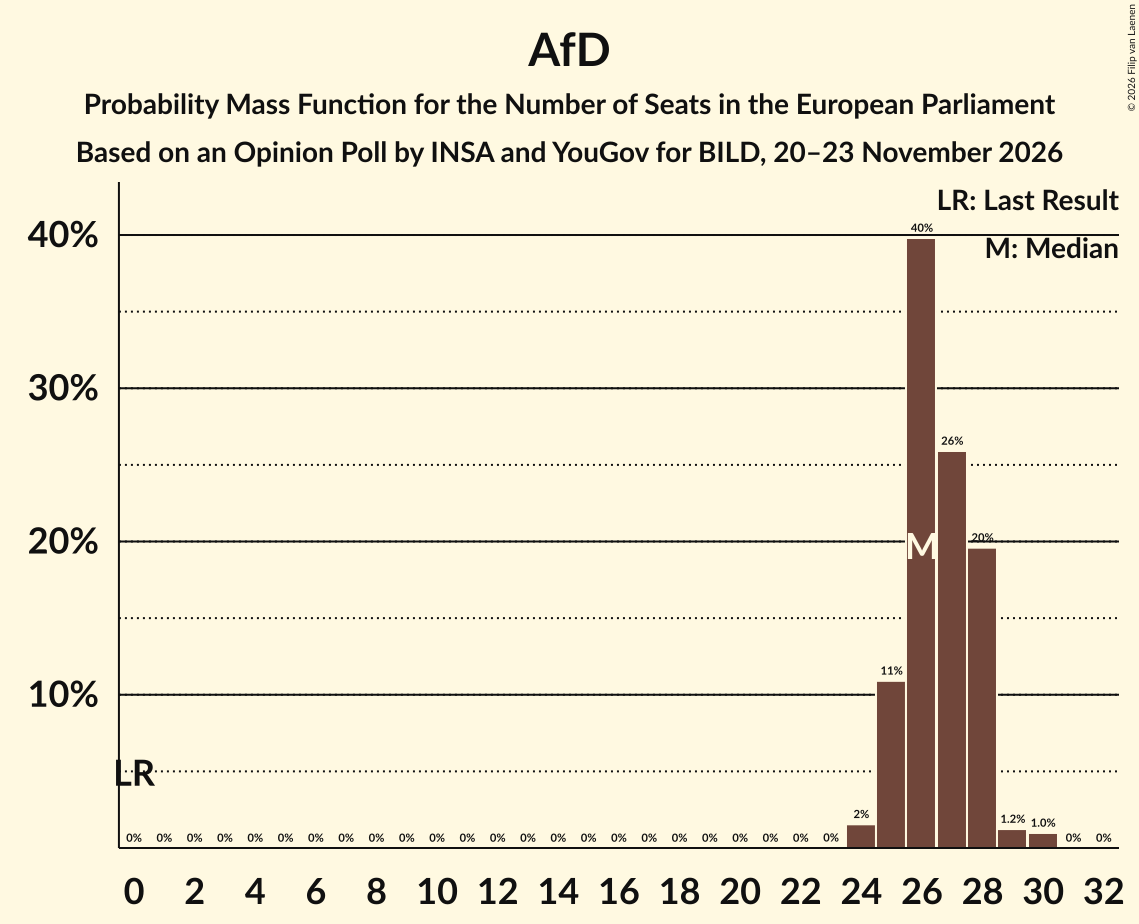 AfD
Probability Mass Function for the Number of Seats in the European Parliament
Based on an Opinion Poll by INSA and YouGov for BILD, 20–23 November 2026
© 2026 Filip van Laenen
LR: Last Result
M: Median
40%
30%
20%
10%
40%
26%
20%
11%
2%
1.2%
1.0%
M
LR
0% 0% 0% 0% 0% 0% 0% 0% 0% 0% 0% 0% 0% 0% 0% 0% 0% 0% 0% 0% 0% 0% 0% 0% 0% 0%
0 2 4 6 8 10 12 14 16 18 20 22 24 26 28 30 32